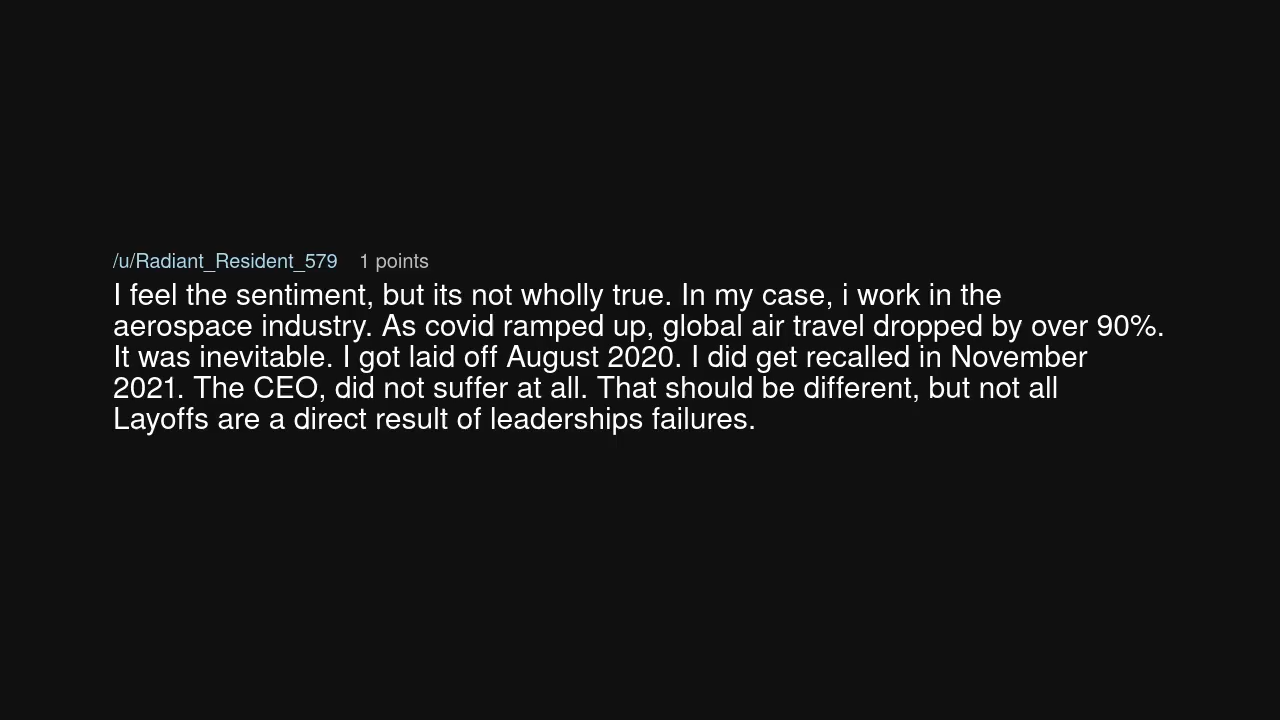 /u/Radiant_Resident_579 1 points
I feel the sentiment, but its not wholly true. In my case, i work in the
aerospace industry. As covid ramped up, global air travel dropped by over 90%.
It was inevitable. I got laid off August 2020. I did get recalled in November
2021. The CEO, did not suffer at all. That should be different, but not all
Layoffs are a direct result of leaderships failures.